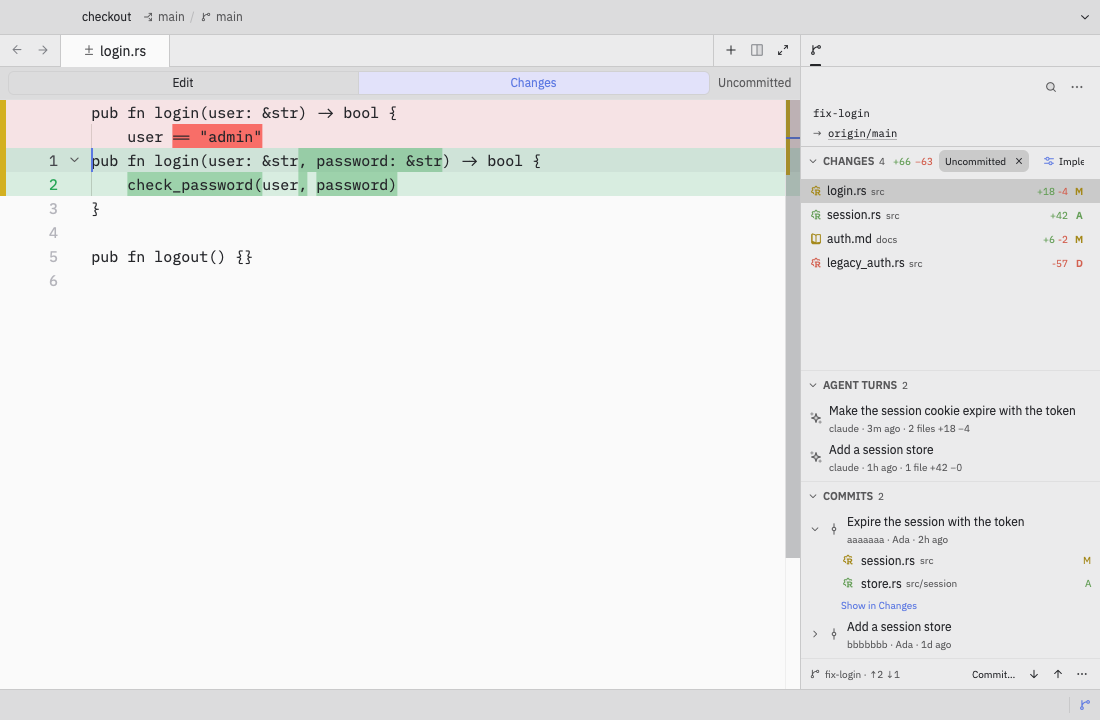 checkout main / main
login.rs
Edit Changes Uncommitted
pub fn login(user: &str) -> bool {
user == "admin"
1 pub fn login(user: &str, password: &str) -> bool {
2 check_password(user, password)
3 }
4
5 pub fn logout() {}
6
fix-login
→ origin/main
CHANGES 4 +66 −63 Uncommitted × Imple
login.rs src +18 -4 M
session.rs src +42 A
auth.md docs +6 -2 M
legacy_auth.rs src -57 D
AGENT TURNS 2
Make the session cookie expire with the token
claude · 3m ago · 2 files +18 −4
Add a session store
claude · 1h ago · 1 file +42 −0
COMMITS 2
Expire the session with the token
aaaaaaa · Ada · 2h ago
session.rs src M
store.rs src/session A
Show in Changes
Add a session store
bbbbbbb · Ada · 1d ago
fix-login · ↑2 ↓1 Commit... ↓ ↑ ···